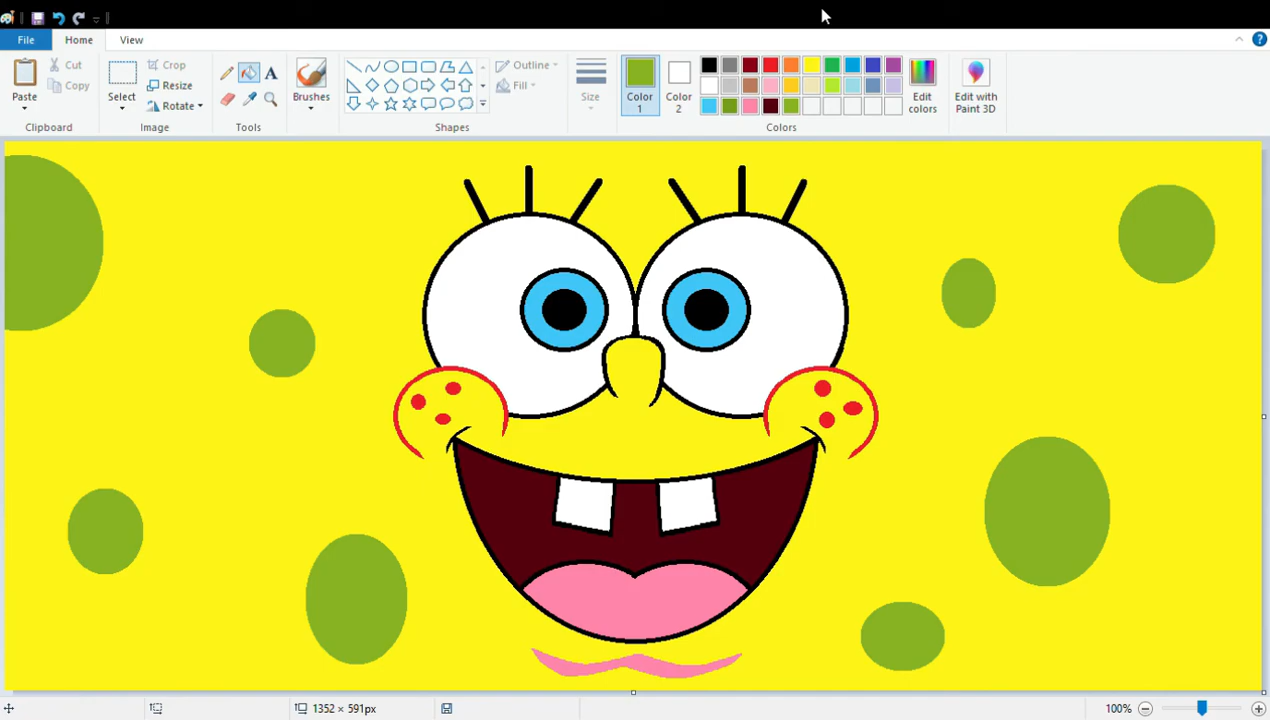 File Home View
Cut
Copy
Paste
Clipboard
Select
Crop
Resize
Rotate
Image
A
Tools
Brushes
Outline
Fill
Shapes
Size
Color
1
Color
2
Edit
colors
Colors
Edit with
Paint 3D
1352 × 591px
100%